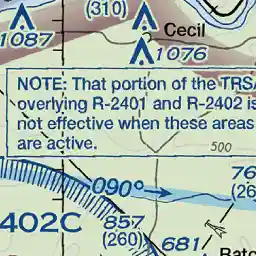 (310)
Cecil
1087
1076
NOTE: That portion of the TRSA
overlying R-2401 and R-2402 is
not effective when these areas
are active.
500
090°
76
(26
402C
857
(260)
681
Ratc